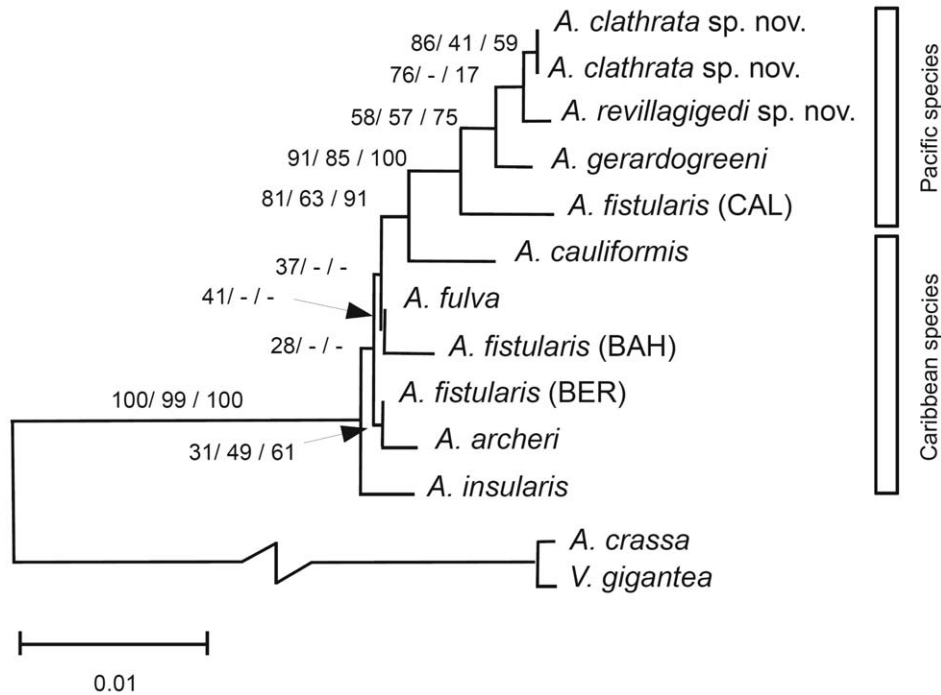 A. clathrata sp. nov.
86/ 41 / 59
A. clathrata sp. nov.
76/ - / 17
A. revillagigedi sp. nov.
58/ 57 / 75
A. gerardogreeni
91/ 85 / 100
81/ 63 / 91
A. fistularis (CAL)
Pacific species
A. cauliformis
37/ - / -
41/ - / -
A. fulva
28/ - / -
A. fistularis (BAH)
A. fistularis (BER)
100/ 99 / 100
31/ 49 / 61
A. archeri
A. insularis
Caribbean species
A. crassa
V. gigantea
0.01